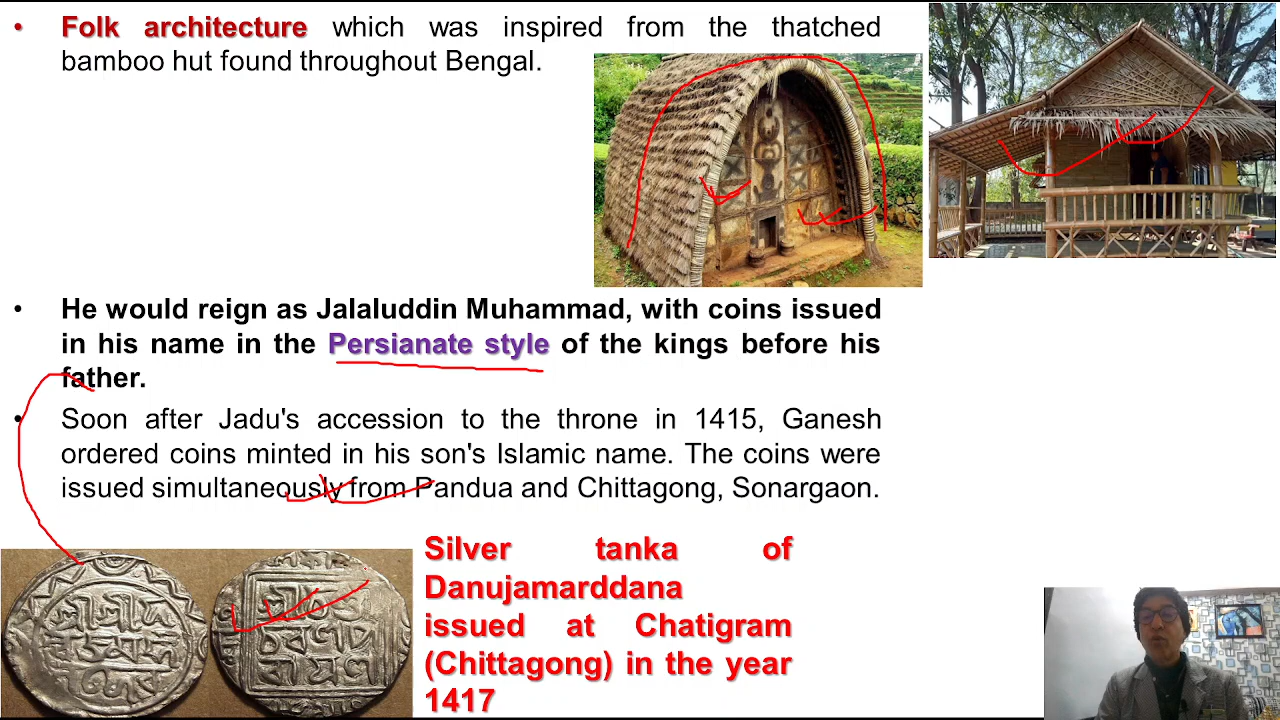 • Folk architecture which was inspired from the thatched
bamboo hut found throughout Bengal.
• He would reign as Jalaluddin Muhammad, with coins issued
in his name in the Persianate style of the kings before his
father.
• Soon after Jadu's accession to the throne in 1415, Ganesh
ordered coins minted in his son's Islamic name. The coins were
issued simultaneously from Pandua and Chittagong, Sonargaon.
Silver tanka of
Danujamarddana
issued at Chatigram
(Chittagong) in the year
1417